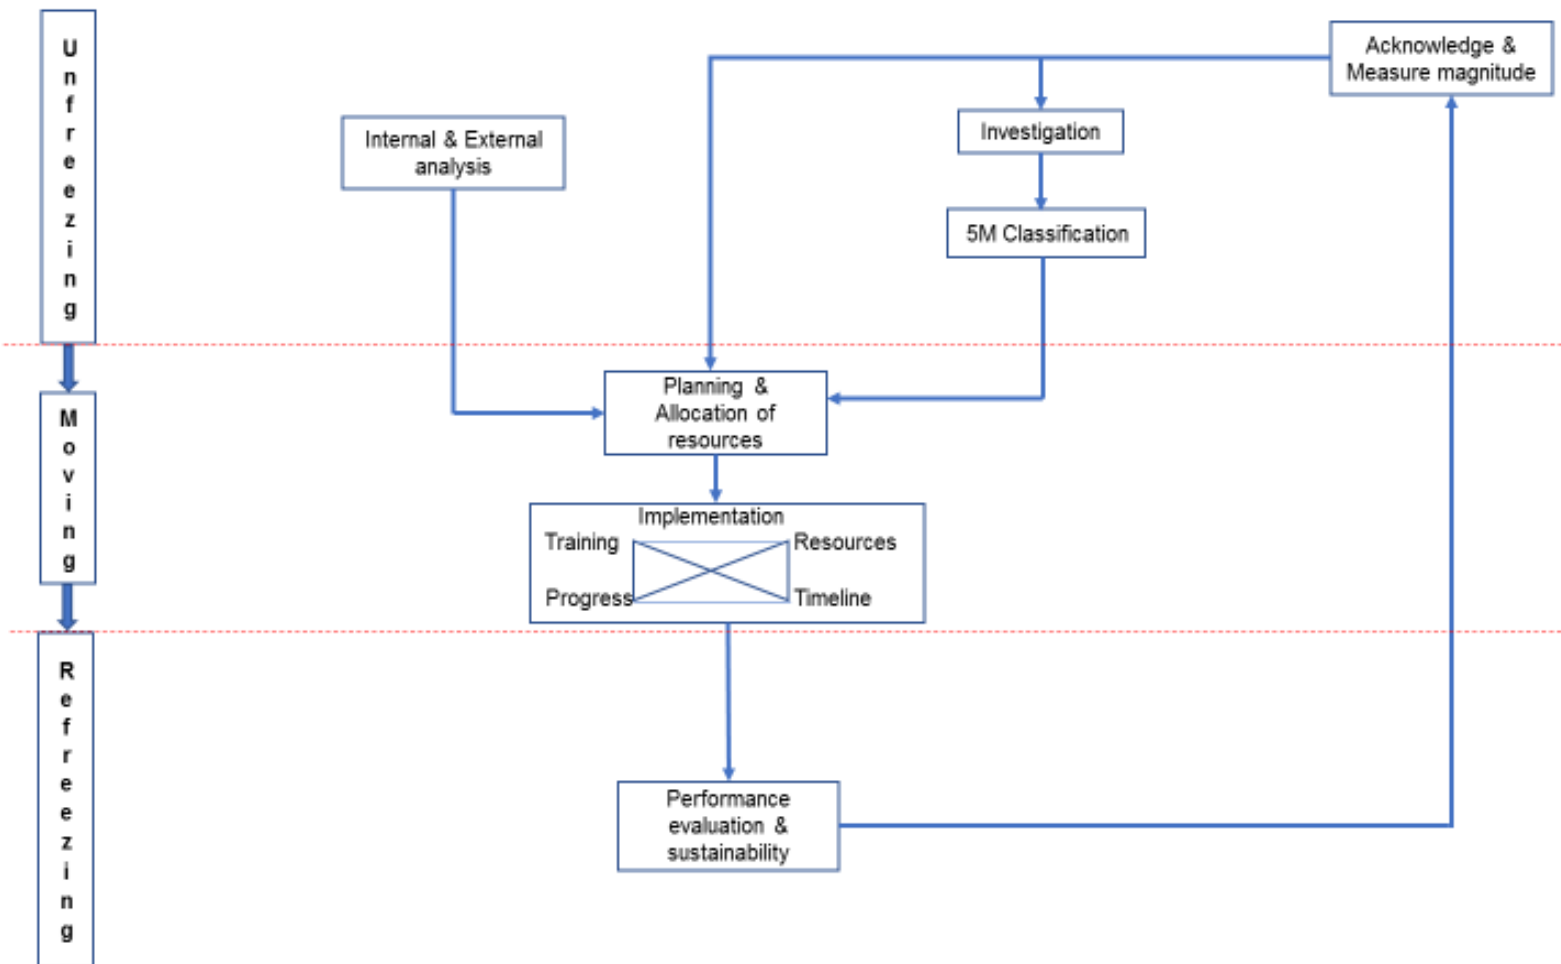 Unfreezing
Acknowledge &
Measure magnitude
Internal & External
analysis
Investigation
5M Classification
Moving
Planning &
Allocation of
resources
Implementation
Training Resources
Progress Timeline
Refreezing
Performance
evaluation &
sustainability